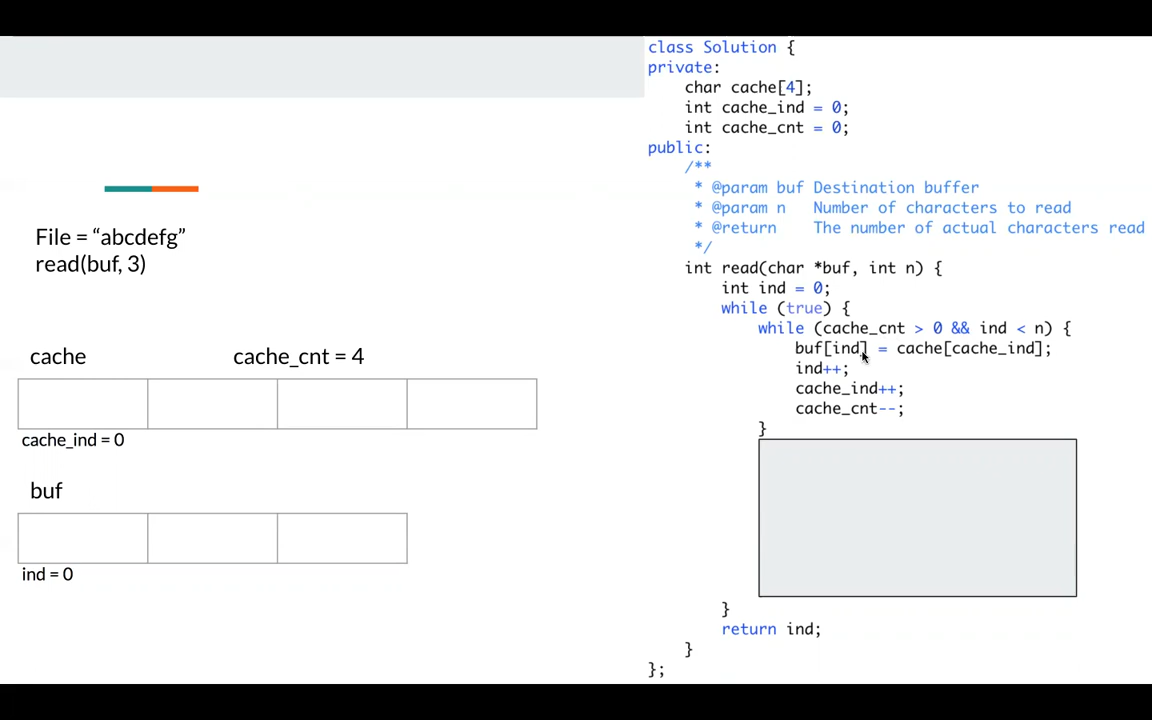 File = “abcdefg”
read(buf, 3)
cache
cache_cnt = 4
cache_ind = 0
buf
ind = 0
class Solution {
private:
    char cache[4];
    int cache_ind = 0;
    int cache_cnt = 0;
public:
    /**
     * @param buf Destination buffer
     * @param n   Number of characters to read
     * @return    The number of actual characters read
     */
    int read(char *buf, int n) {
        int ind = 0;
        while (true) {
            while (cache_cnt > 0 && ind < n) {
                buf[ind] = cache[cache_ind];
                ind++;
                cache_ind++;
                cache_cnt--;
            }
        }
        return ind;
    }
};